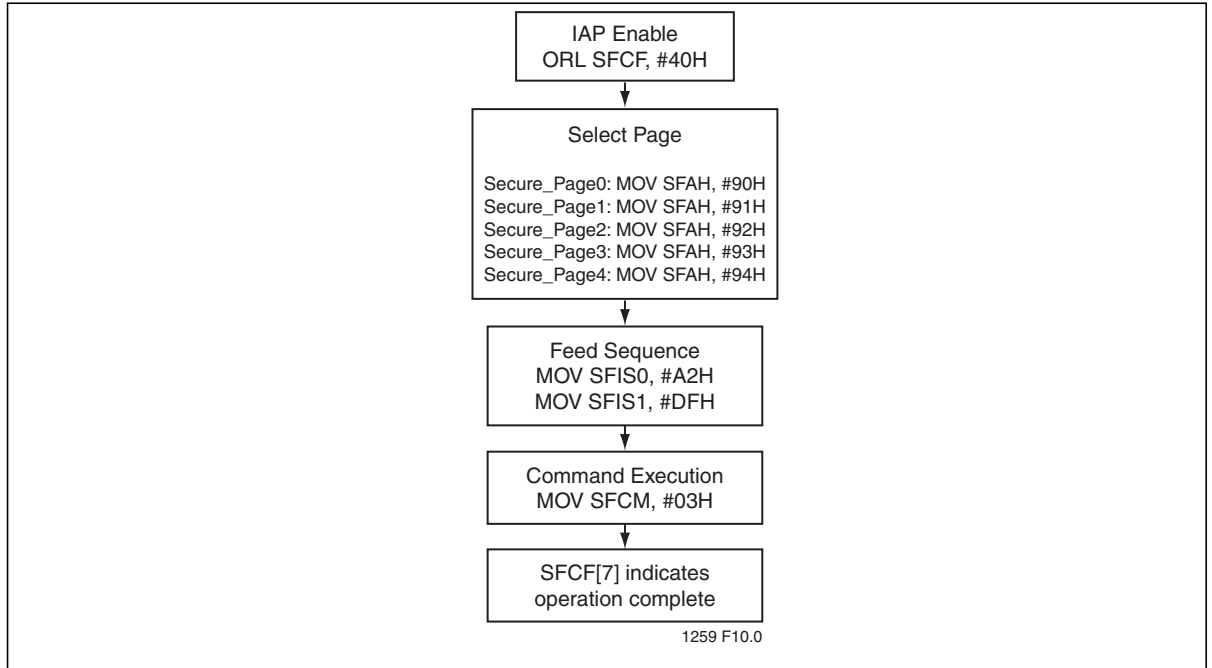 IAP Enable
ORL SFCF, #40H
Select Page
Secure_Page0: MOV SFAH, #90H
Secure_Page1: MOV SFAH, #91H
Secure_Page2: MOV SFAH, #92H
Secure_Page3: MOV SFAH, #93H
Secure_Page4: MOV SFAH, #94H
Feed Sequence
MOV SFIS0, #A2H
MOV SFIS1, #DFH
Command Execution
MOV SFCM, #03H
SFCF[7] indicates
operation complete
1259 F10.0